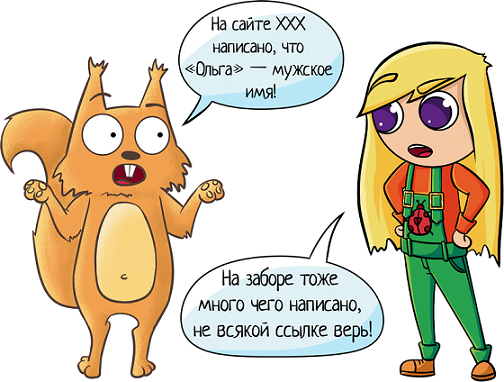 На сайте ХХХ
написано, что
«Ольга» — мужское
имя!
На заборе тоже
много чего написано,
не всякой ссылке верь!